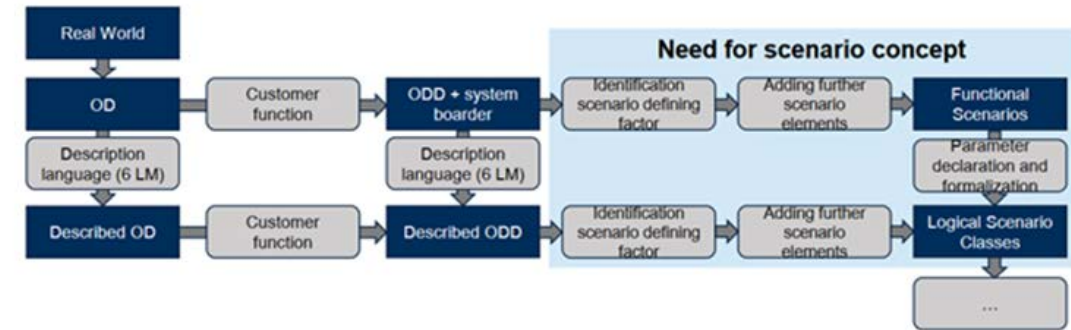 Real World
Need for scenario concept
OD
Customer
function
ODD + system
boarder
Identification
scenario defining
factor
Adding further
scenario
elements
Functional
Scenarios
Description
language (6 LM)
Description
language (6 LM)
Parameter
declaration and
formalization
Described OD
Customer
function
Described ODD
Identification
scenario defining
factor
Adding further
scenario
elements
Logical Scenario
Classes
...